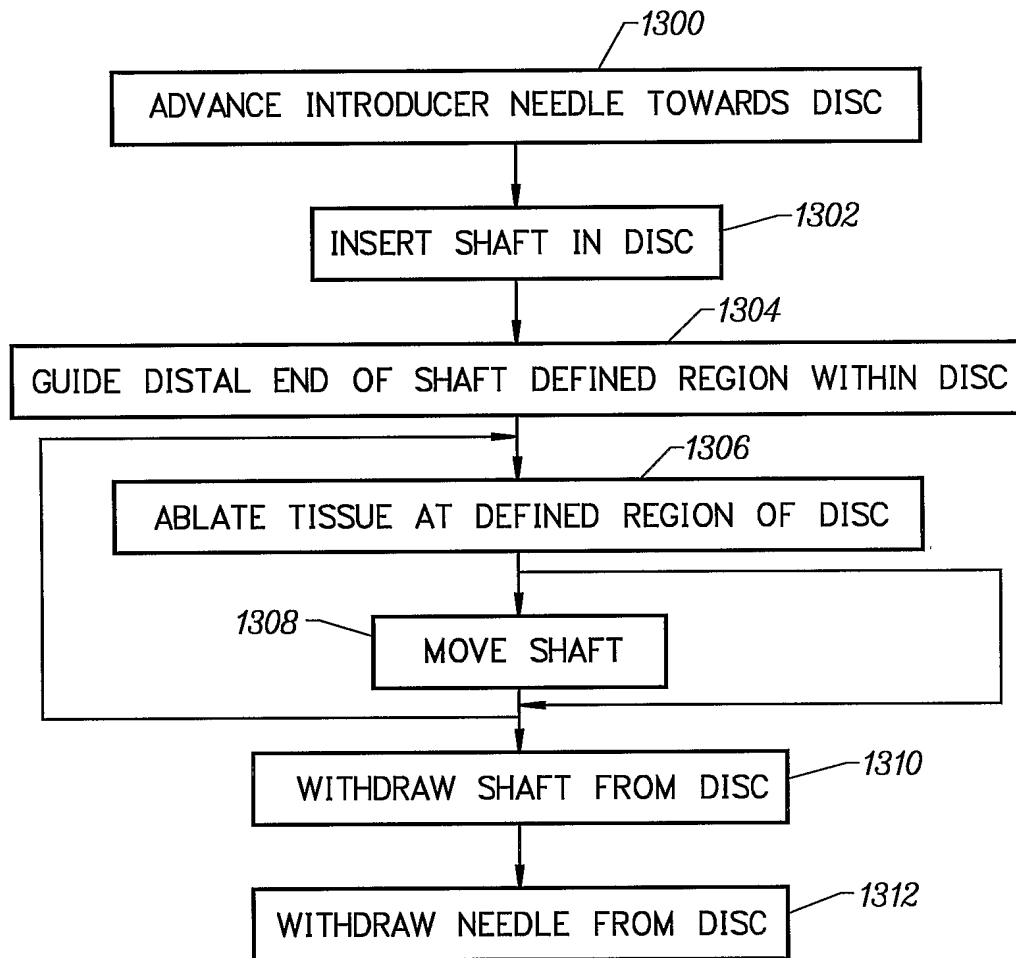 1300
ADVANCE INTRODUCER NEEDLE TOWARDS DISC
1302
INSERT SHAFT IN DISC
1304
GUIDE DISTAL END OF SHAFT DEFINED REGION WITHIN DISC
1306
ABLATE TISSUE AT DEFINED REGION OF DISC
1308
MOVE SHAFT
1310
WITHDRAW SHAFT FROM DISC
1312
WITHDRAW NEEDLE FROM DISC